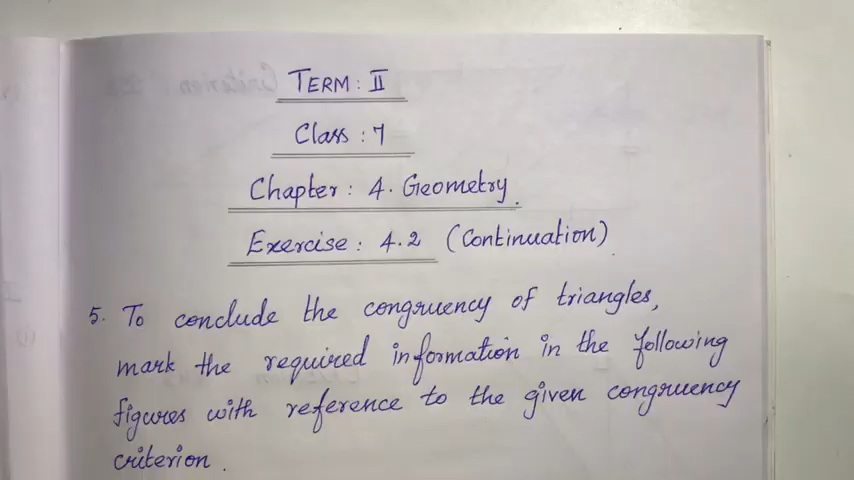 TERM : II
Class : 7
Chapter : 4. Geometry.
Exercise : 4.2 (Continuation)
5. To conclude the congruency of triangles,
mark the required information in the following
figures with reference to the given congruency
criterion.